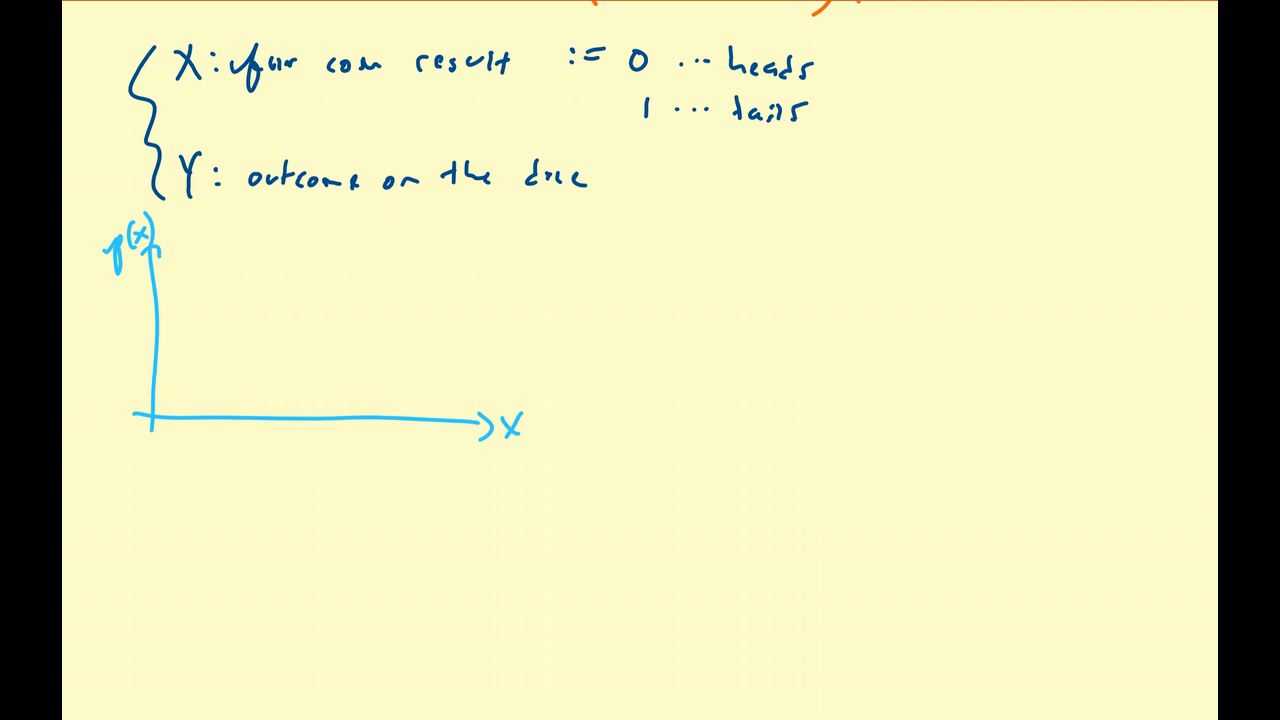 X: fair coin result := 0 ... heads
1 ... tails
Y: outcome on the dice
p(x)
x